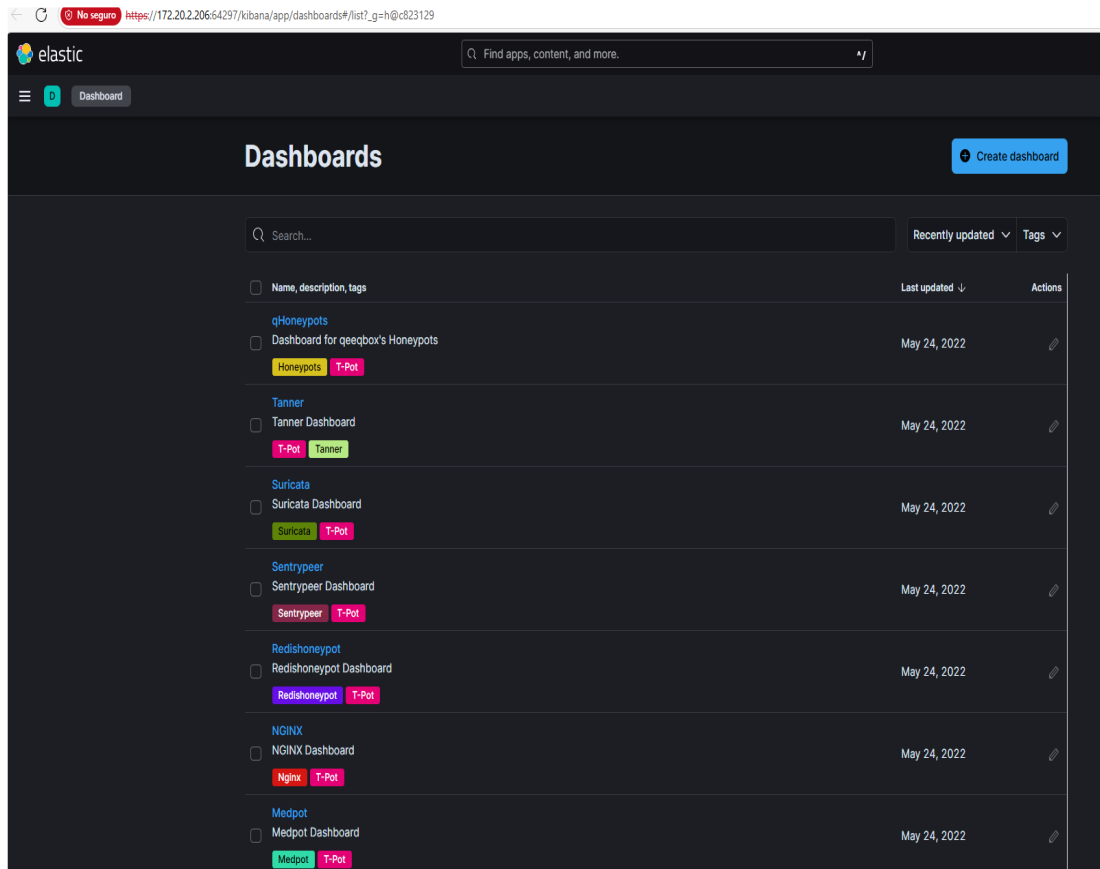 No seguro https://172.20.2.206:64297/kibana/app/dashboards#/list?_g=h@c823129
elastic
Find apps, content, and more.
^/
D
Dashboard
Dashboards
Create dashboard
Search...
Recently updated
Tags
Name, description, tags
Last updated
Actions
qHoneypots
Dashboard for qeeqbox's Honeypots
May 24, 2022
Honeypots T-Pot
Tanner
Tanner Dashboard
May 24, 2022
T-Pot Tanner
Suricata
Suricata Dashboard
May 24, 2022
Suricata T-Pot
Sentrypeer
Sentrypeer Dashboard
May 24, 2022
Sentrypeer T-Pot
Redishoneypot
Redishoneypot Dashboard
May 24, 2022
Redishoneypot T-Pot
NGINX
NGINX Dashboard
May 24, 2022
Nginx T-Pot
Medpot
Medpot Dashboard
May 24, 2022
Medpot T-Pot